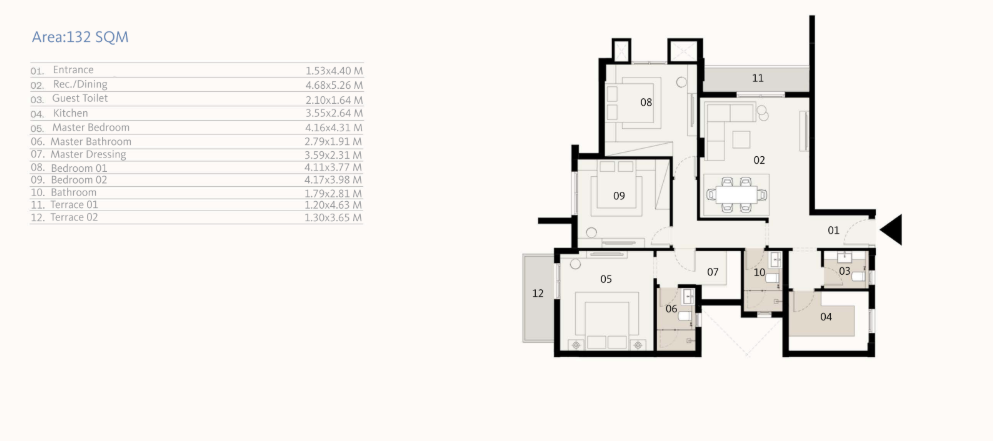 Area:132 SQM
01. Entrance 1.53x4.40 M
02. Rec./Dining 4.68x5.26 M
03. Guest Toilet 2.10x1.64 M
04. Kitchen 3.55x2.64 M
05. Master Bedroom 4.16x4.31 M
06. Master Bathroom 2.79x1.91 M
07. Master Dressing 3.59x2.31 M
08. Bedroom 01 4.11x3.77 M
09. Bedroom 02 4.17x3.98 M
10. Bathroom 1.79x2.81 M
11. Terrace 01 1.20x4.63 M
12. Terrace 02 1.30x3.65 M
11
08
02
09
01
05
07
10
03
12
06
04